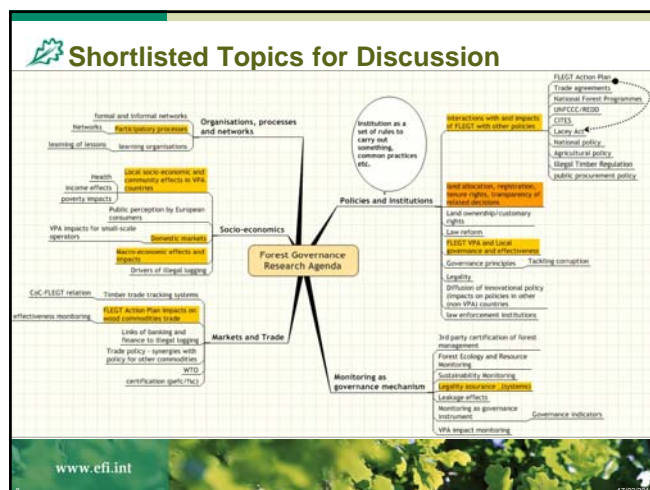 Shortlisted Topics for Discussion
formal and informal networks
Networks
Participatory processes
learning of lessons
learning organisations
Organisations, processes
and networks
Health
income effects
poverty impacts
Local socio-economic and
community effects in VPA
countries
Public perception by European
consumers
VPA impacts for small-scale
operators
Domestic markets
Macro-economic effects and
impacts
Drivers of illegal logging
Socio-economics
CoC-FLEGT relation
Timber trade tracking systems
effectiveness monitoring
FLEGT Action Plan impacts on
wood commodities trade
Links of banking and
finance to illegal logging
Trade policy - synergies with
policy for other commodities
WTO
certification (pefc/fsc)
Markets and Trade
Forest Governance
Research Agenda
Institution as a
set of rules to
carry out
something,
common practices
etc.
Policies and Institutions
Interactions with and impacts
of FLEGT with other policies
FLEGT Action Plan
Trade agreements
National Forest Programmes
UNFCCC/REDD
CITES
Lacey Act
National policy
Agricultural policy
Illegal Timber Regulation
public procurement policy
land allocation, registration,
tenure rights, transparency of
related decisions
Land ownership/customary
rights
Law reform
FLEGT VPA and Local
governance and effectiveness
Governance principles
Tackling corruption
Legality
Diffusion of innovational policy
(impacts on policies in other
(non VPA) countries
law enforcement institutions
Monitoring as
governance mechanism
3rd party certification of forest
management
Forest Ecology and Resource
Monitoring
Sustainability Monitoring
Legality assurance (systems)
Leakage effects
Monitoring as governance
instrument
Governance indicators
VPA impact monitoring
www.efi.int